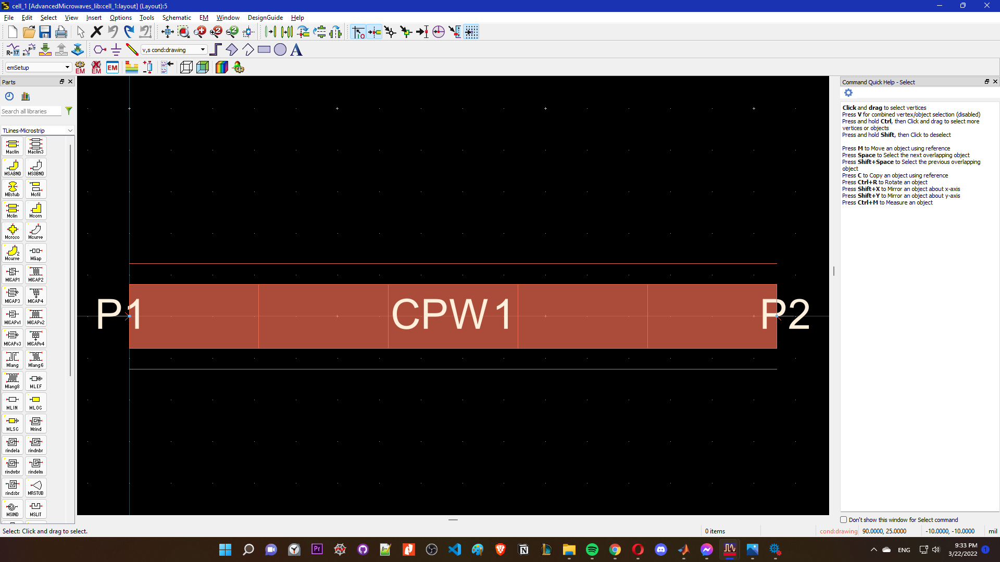 cell_1 [AdvancedMicrowaves_lib:cell_1:layout] (Layout):5
File Edit Select View Insert Options Tools Schematic EM Window DesignGuide Help
v,s cond:drawing
emSetup
EM EM EM
Parts
Search all libraries
TLines-Microstrip
Maclin Maclin3
MSABND MSOBND
MBstub Mcfil
Mclin Mcorn
Mcroso Mcurve
Mcurve MGap
MICAP1 MICAP2
MICAP3 MICAP4
MICAPo1 MICAPo2
MICAPo3 MICAPo4
Mlang Mlang6
Mlang8 MLEF
MLIN MLOC
MLSC Mrind
rindela rindnbr
rindwbr rindelm
rindsbr MRSTUB
MSIND MSLIT
P1 CPW1 P2
Command Quick Help - Select
Click and drag to select vertices
Press V for combined vertex/object selection (disabled)
Press and hold Ctrl, then Click and drag to select more
vertices or objects
Press and hold Shift, then Click to deselect
Press M to Move an object using reference
Press Space to Select the next overlapping object
Press Shift+Space to Select the previous overlapping
object
Press C to Copy an object using reference
Press Ctrl+R to Rotate an object
Press Shift+X to Mirror an object about x-axis
Press Shift+Y to Mirror an object about y-axis
Press Ctrl+M to Measure an object
Don't show this window for Select command
Select: Click and drag to select.
0 items
cond:drawing
90.0000, 25.0000
-10.0000, -10.0000
mil
Pr
ENG
9:33 PM
3/22/2022
1